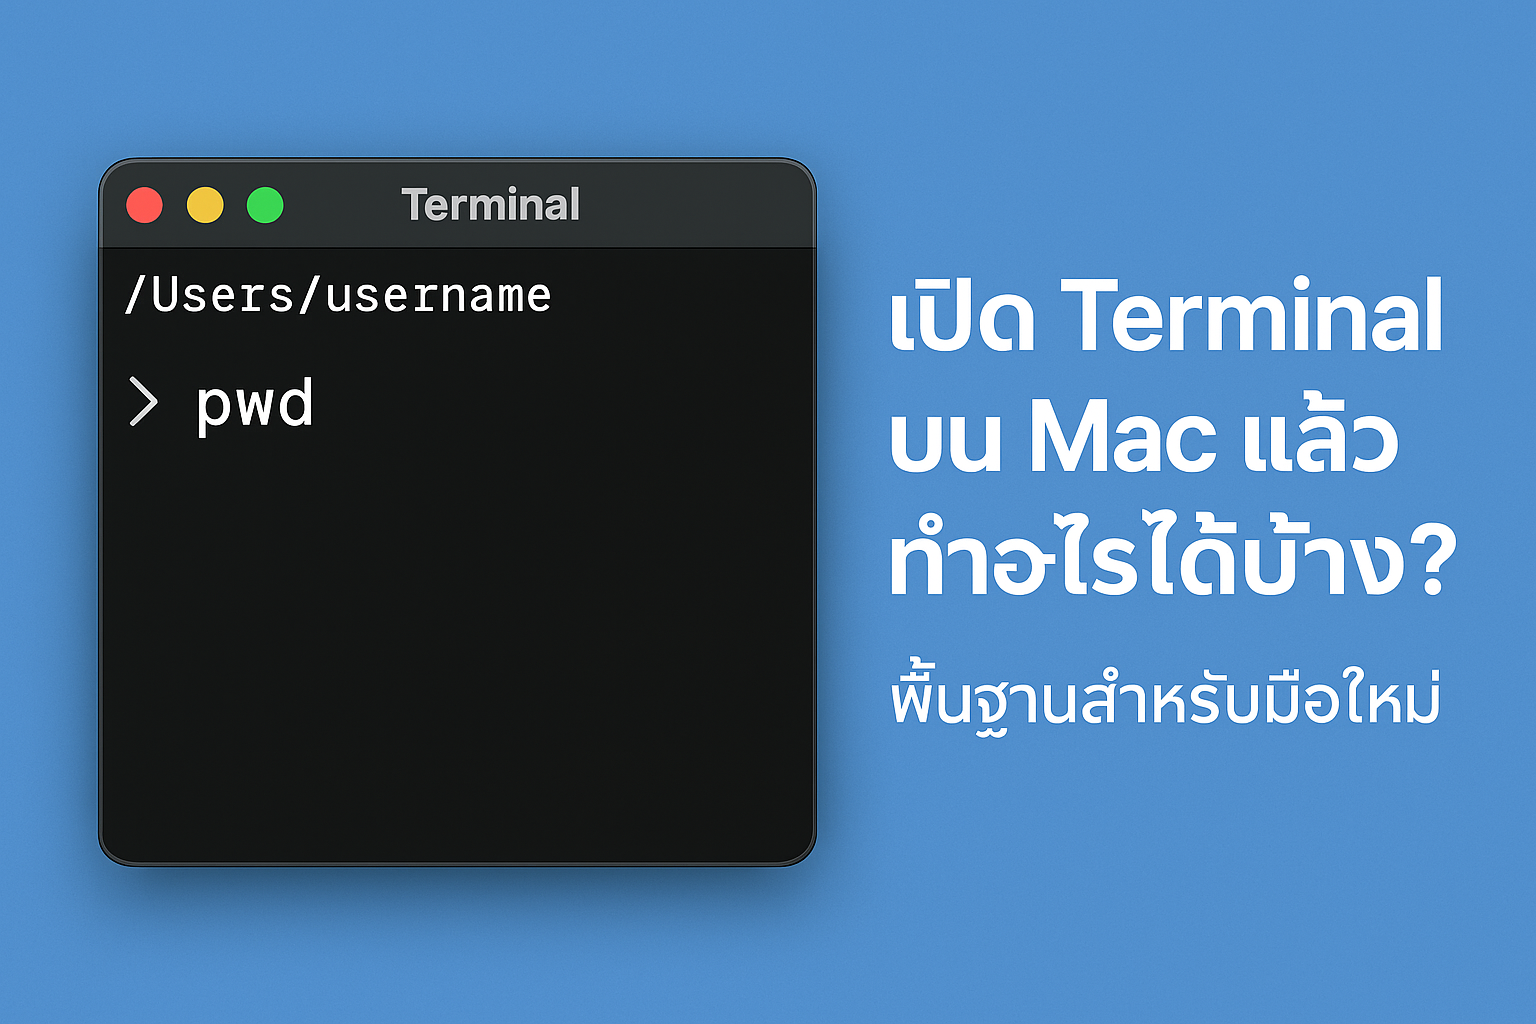 Terminal
/Users/username
> pwd
เปิด Terminal
บน Mac แล้ว
ทำอะไรได้บ้าง?
พื้นฐานสำหรับมือใหม่